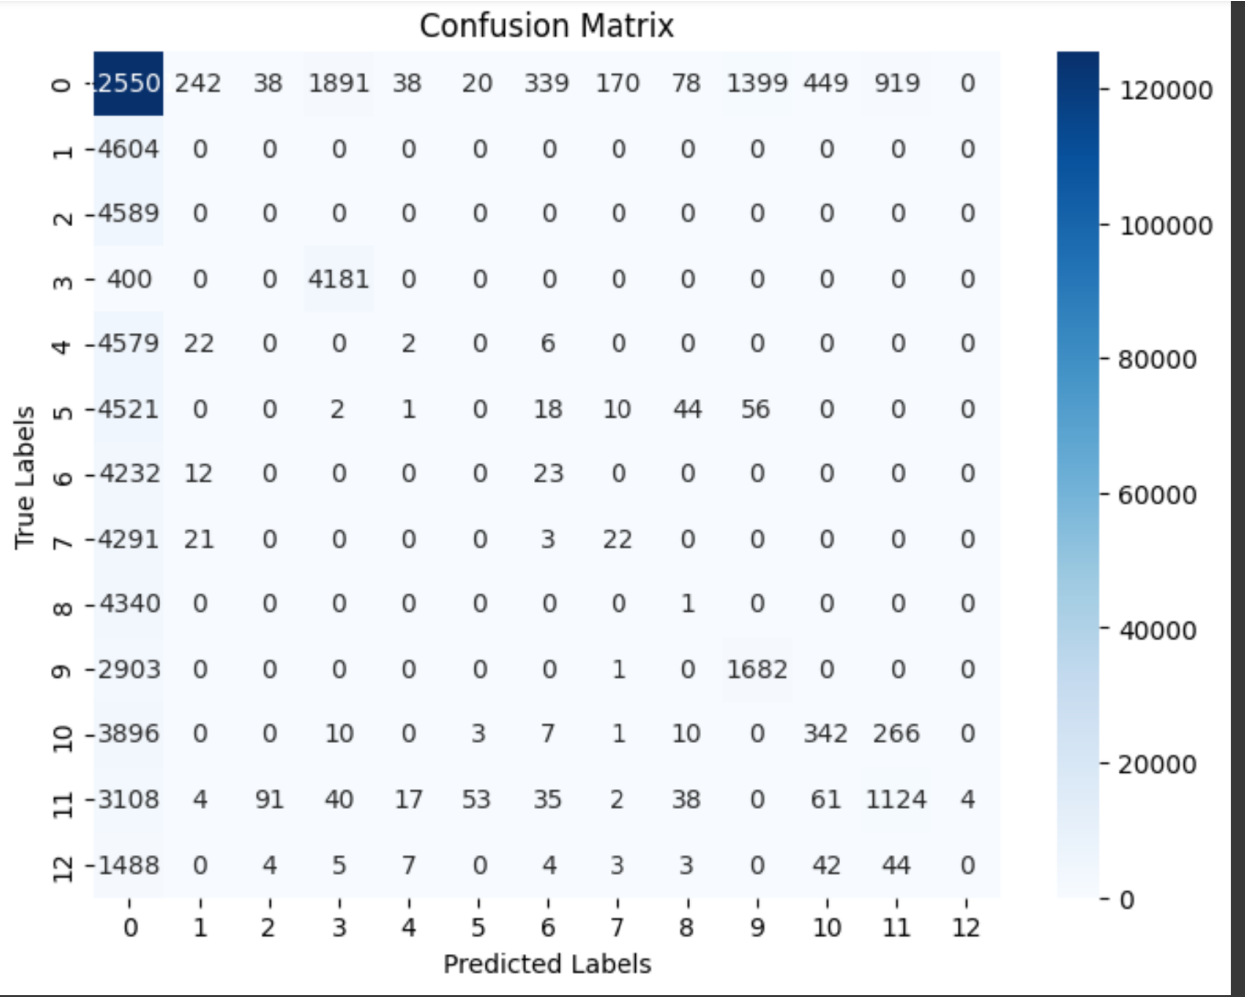 Confusion Matrix
0 2550 242 38 1891 38 20 339 170 78 1399 449 919 0
1 4604 0 0 0 0 0 0 0 0 0 0 0 0
2 4589 0 0 0 0 0 0 0 0 0 0 0 0
3 400 0 0 4181 0 0 0 0 0 0 0 0 0
4 4579 22 0 0 2 0 6 0 0 0 0 0 0
5 4521 0 0 2 1 0 18 10 44 56 0 0 0
6 4232 12 0 0 0 0 23 0 0 0 0 0 0
7 4291 21 0 0 0 0 3 22 0 0 0 0 0
8 4340 0 0 0 0 0 0 0 1 0 0 0 0
9 2903 0 0 0 0 0 0 1 0 1682 0 0 0
10 3896 0 0 10 0 3 7 1 10 0 342 266 0
11 3108 4 91 40 17 53 35 2 38 0 61 1124 4
12 1488 0 4 5 7 0 4 3 3 0 42 44 0
0 1 2 3 4 5 6 7 8 9 10 11 12
Predicted Labels
True Labels
120000
100000
80000
60000
40000
20000
0